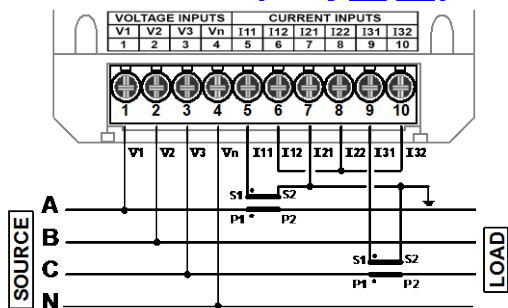 VOLTAGE INPUTS CURRENT INPUTS
V1 V2 V3 Vn I11 I12 I21 I22 I31 I32
1 2 3 4 5 6 7 8 9 10
1 2 3 4 5 6 7 8 9 10
V1 V2 V3 Vn I11 I12 I21 I22 I31 I32
S1 S2
A P1 P2
B
S1 S2
C
P1 P2
N
SOURCE
LOAD